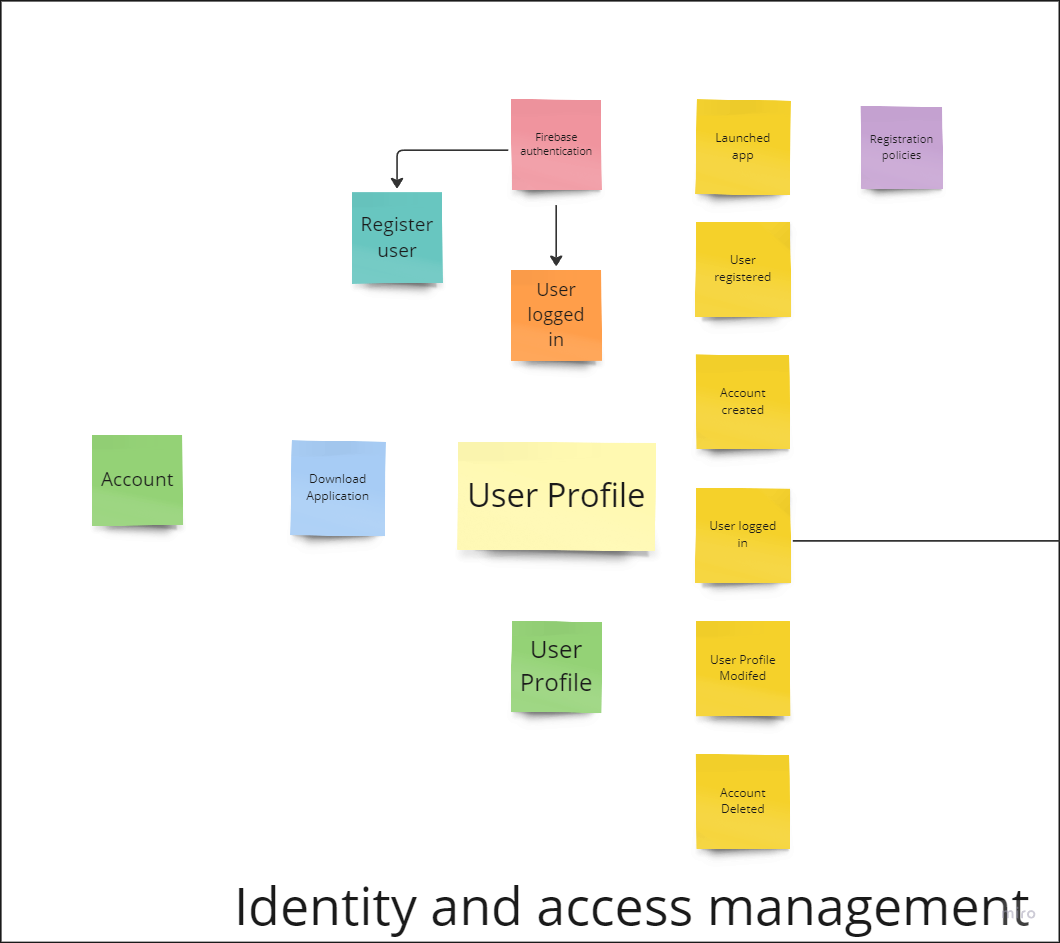 Firebase
authentication
Launched
app
Registration
policies
Register
user
User
registered
User
logged
in
Account
created
Account
Download
Application
User Profile
User logged
in
User
Profile
User Profile
Modifed
Account
Deleted
Identity and access management
miro